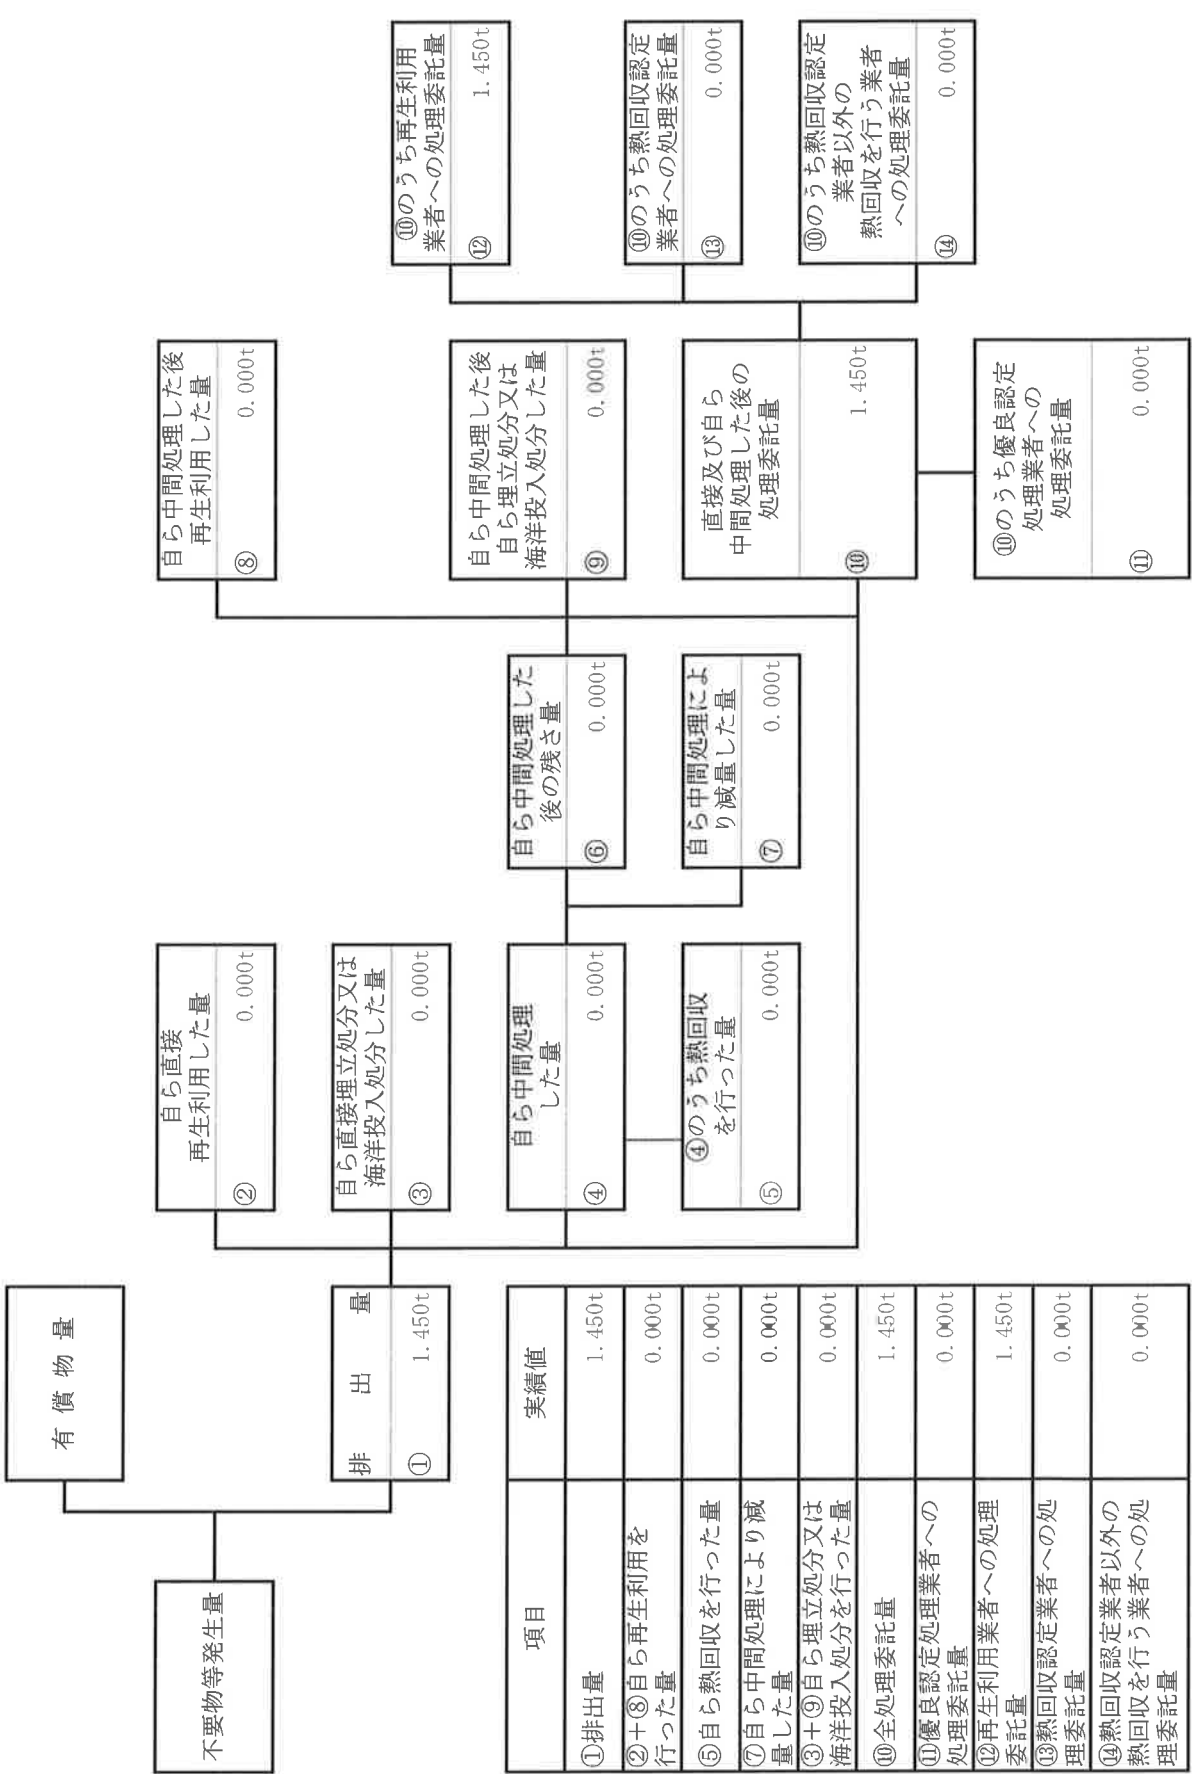 不要物等発生量
有償物量
排出量
① 1.450t
自ら直接
再生利用した量
② 0.000t
自ら直接埋立処分又は
海洋投入処分した量
③ 0.000t
自ら中間処理
した量
④ 0.000t
④のうち熱回収
を行った量
⑤ 0.000t
自ら中間処理した
後の残さ量
⑥ 0.000t
自ら中間処理によ
り減量した量
⑦ 0.000t
自ら中間処理した後
再生利用した量
⑧ 0.000t
自ら中間処理した後
自ら埋立処分又は
海洋投入処分した量
⑨ 0.000t
直接及び自ら
中間処理した後の
処理委託量
⑩ 1.450t
⑩のうち優良認定
処理業者への
処理委託量
⑪ 0.000t
⑩のうち再生利用
業者への処理委託量
⑫ 1.450t
⑩のうち熱回収認定
業者への処理委託量
⑬ 0.000t
⑩のうち熱回収認定
業者以外の
熱回収を行う業者
への処理委託量
⑭ 0.000t
項目 実績値
①排出量 1.450t
②+⑧自ら再生利用を
行った量 0.000t
⑤自ら熱回収を行った量 0.000t
⑦自ら中間処理により減
量した量 0.000t
③+⑨自ら埋立処分又は
海洋投入処分を行った量 0.000t
⑩全処理委託量 1.450t
⑪優良認定処理業者への
処理委託量 0.000t
⑫再生利用業者への処理
委託量 1.450t
⑬熱回収認定業者への処
理委託量 0.000t
⑭熱回収認定業者以外の
熱回収を行う業者への処
理委託量 0.000t